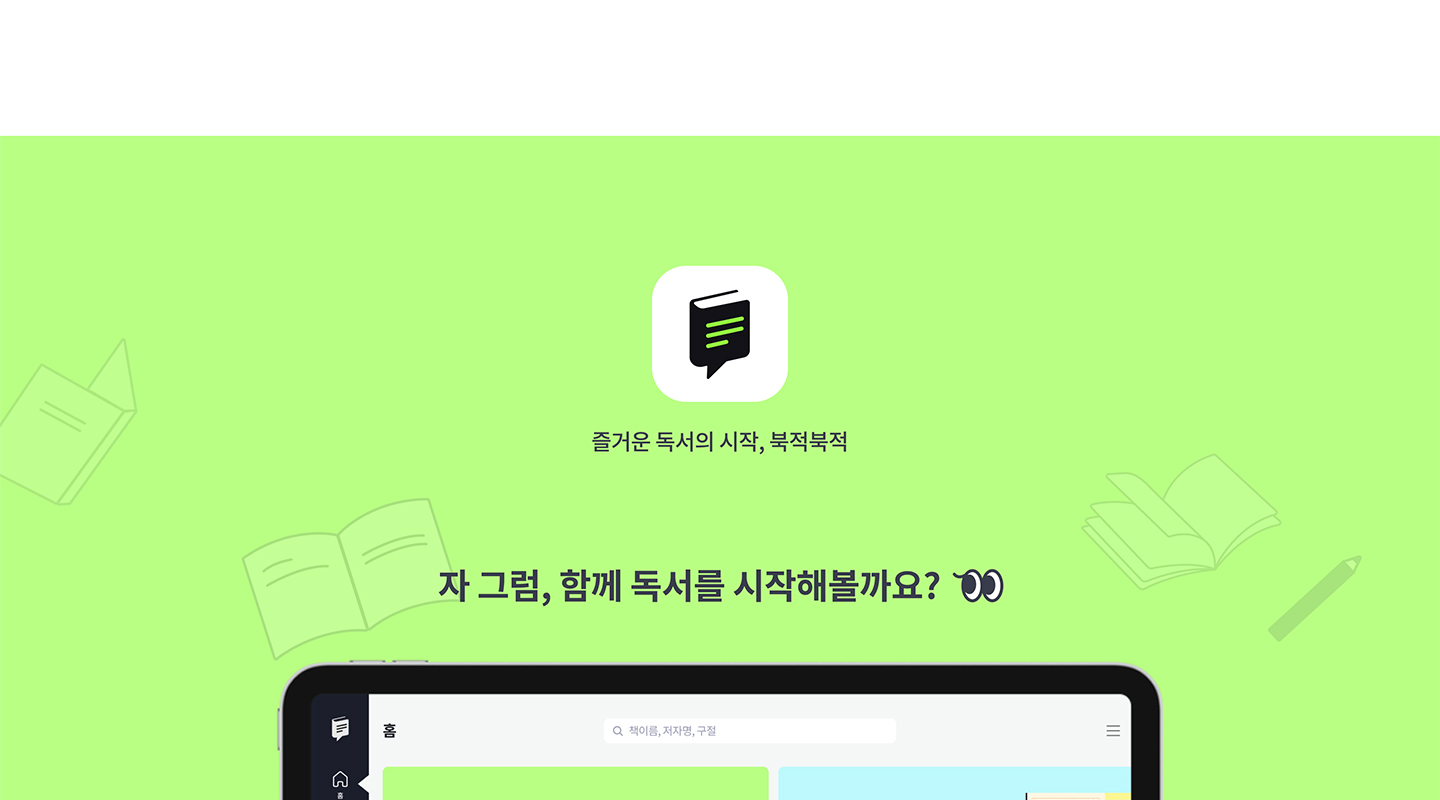 즐거운 독서의 시작, 북적북적
자 그럼, 함께 독서를 시작해볼까요? 👀
홈
책이름, 저자명, 구절
홈